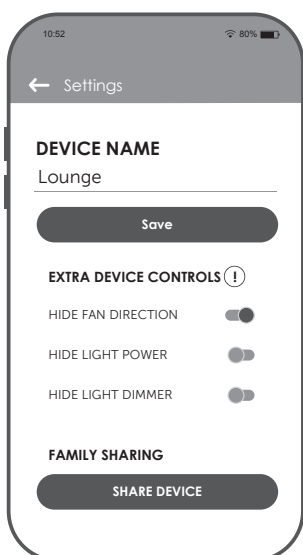 10:52 80%
Settings
DEVICE NAME
Lounge
Save
EXTRA DEVICE CONTROLS !
HIDE FAN DIRECTION
HIDE LIGHT POWER
HIDE LIGHT DIMMER
FAMILY SHARING
SHARE DEVICE